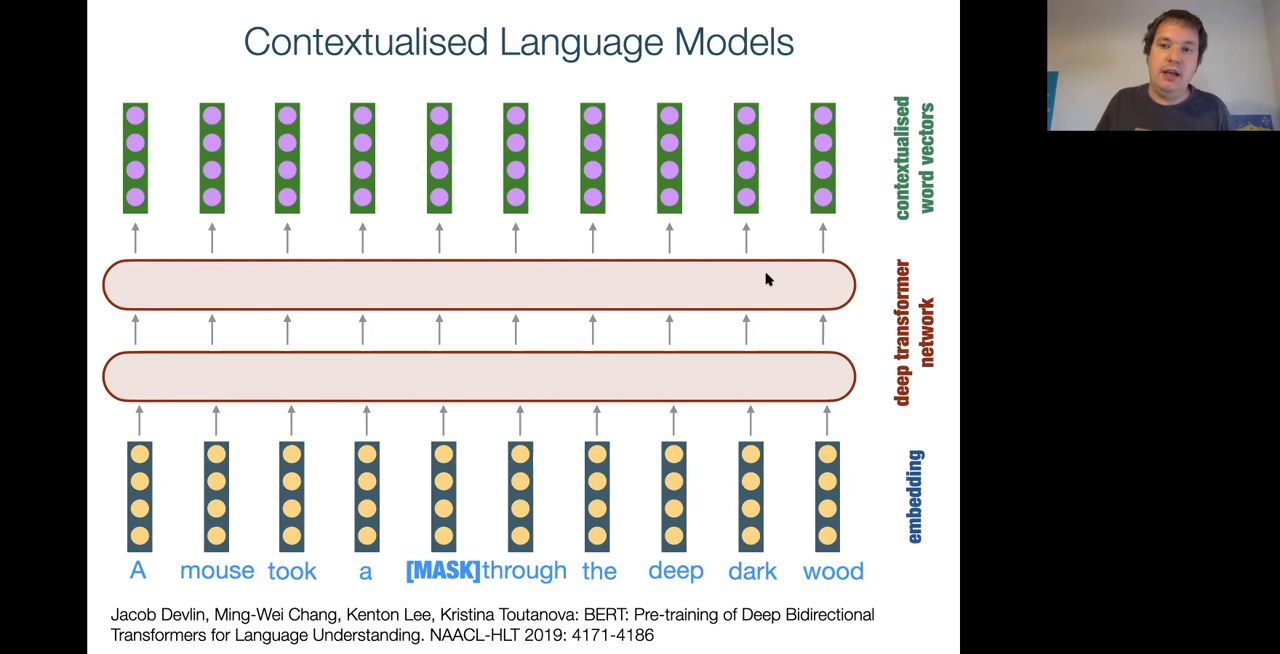 Contextualised Language Models
contextualised
word vectors
deep transformer
network
embedding
A mouse took a [MASK] through the deep dark wood
Jacob Devlin, Ming-Wei Chang, Kenton Lee, Kristina Toutanova: BERT: Pre-training of Deep Bidirectional
Transformers for Language Understanding. NAACL-HLT 2019: 4171-4186